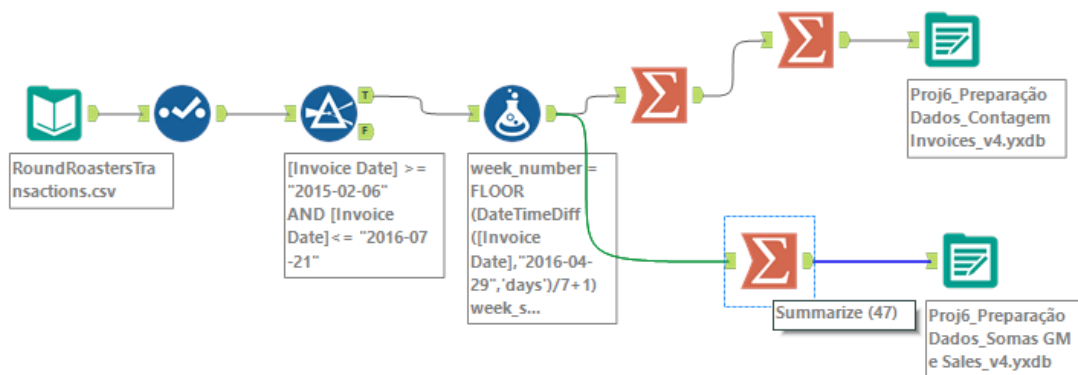 T
F
RoundRoastersTra
nsactions.csv
[Invoice Date] >=
"2015-02-06"
AND [Invoice
Date]<= "2016-07
-21"
week_number =
FLOOR
(DateTimeDiff
([Invoice
Date],"2016-04-
29",'days')/7+1)
week_s...
Proj6_Preparação
Dados_Contagem
Invoices_v4.yxdb
Summarize (47)
Proj6_Preparação
Dados_Somas GM
e Sales_v4.yxdb